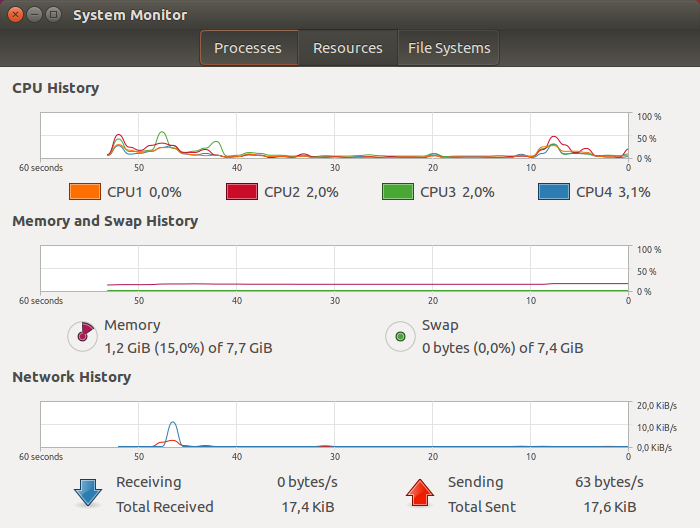 System Monitor
Processes Resources File Systems
CPU History
100 %
50 %
0 %
60 seconds 50 40 30 20 10 0
CPU1 0,0% CPU2 2,0% CPU3 2,0% CPU4 3,1%
Memory and Swap History
100 %
50 %
0 %
60 seconds 50 40 30 20 10 0
Memory Swap
1,2 GiB (15,0%) of 7,7 GiB 0 bytes (0,0%) of 7,4 GiB
Network History
20,0 KiB/s
10,0 KiB/s
0,0 KiB/s
60 seconds 50 40 30 20 10 0
Receiving 0 bytes/s Sending 63 bytes/s
Total Received 17,4 KiB Total Sent 17,6 KiB